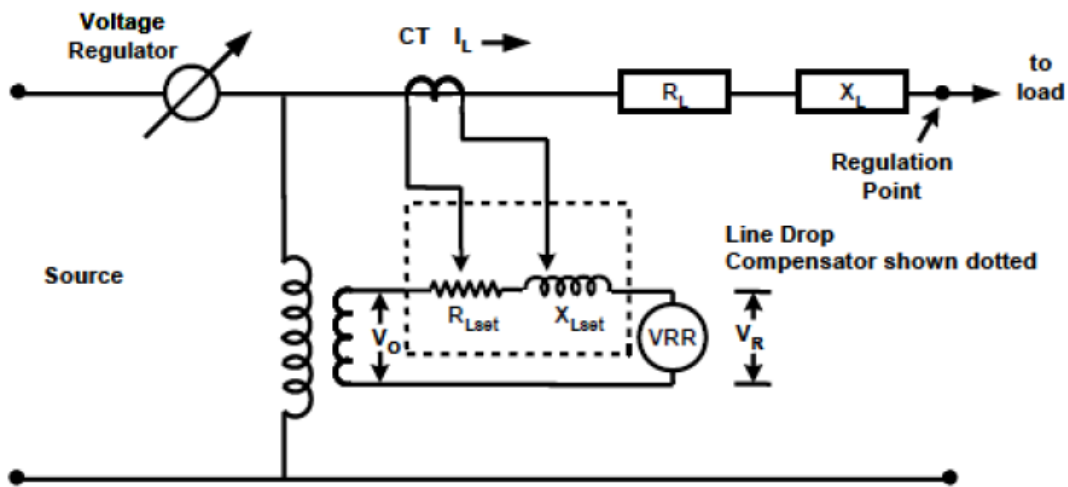 Voltage
Regulator
CT I_L
R_L
X_L
to
load
Regulation
Point
Source
Line Drop
Compensator shown dotted
V_O
R_Lset
X_Lset
VRR
V_R